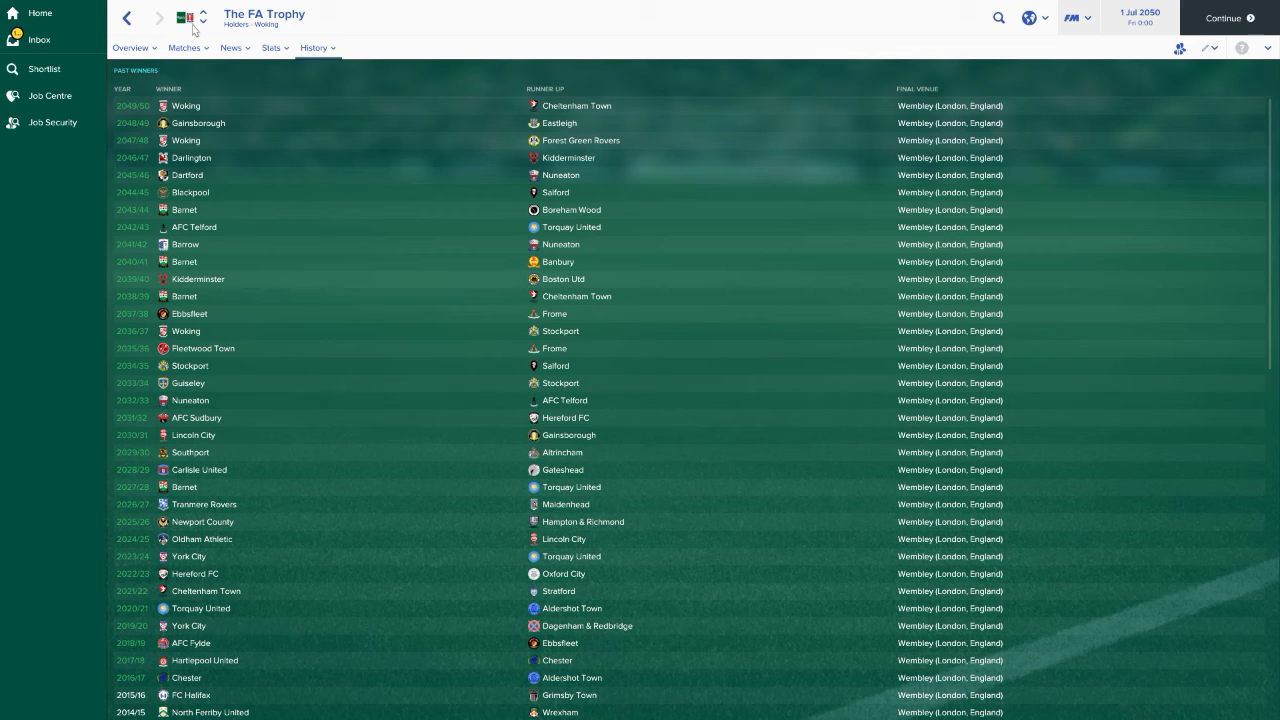 Home
Inbox
Shortlist
Job Centre
Job Security
The FA Trophy
Holders - Woking
FM
1 Jul 2050
Fri 0:00
Continue
Overview
Matches
News
Stats
History
PAST WINNERS
YEAR WINNER RUNNER UP FINAL VENUE
2049/50 Woking Cheltenham Town Wembley (London, England)
2048/49 Gainsborough Eastleigh Wembley (London, England)
2047/48 Woking Forest Green Rovers Wembley (London, England)
2046/47 Darlington Kidderminster Wembley (London, England)
2045/46 Dartford Nuneaton Wembley (London, England)
2044/45 Blackpool Salford Wembley (London, England)
2043/44 Barnet Boreham Wood Wembley (London, England)
2042/43 AFC Telford Torquay United Wembley (London, England)
2041/42 Barrow Nuneaton Wembley (London, England)
2040/41 Barnet Banbury Wembley (London, England)
2039/40 Kidderminster Boston Utd Wembley (London, England)
2038/39 Barnet Cheltenham Town Wembley (London, England)
2037/38 Ebbsfleet Frome Wembley (London, England)
2036/37 Woking Stockport Wembley (London, England)
2035/36 Fleetwood Town Frome Wembley (London, England)
2034/35 Stockport Salford Wembley (London, England)
2033/34 Guiseley Stockport Wembley (London, England)
2032/33 Nuneaton AFC Telford Wembley (London, England)
2031/32 AFC Sudbury Hereford FC Wembley (London, England)
2030/31 Lincoln City Gainsborough Wembley (London, England)
2029/30 Southport Altrincham Wembley (London, England)
2028/29 Carlisle United Gateshead Wembley (London, England)
2027/28 Barnet Torquay United Wembley (London, England)
2026/27 Tranmere Rovers Maidenhead Wembley (London, England)
2025/26 Newport County Hampton & Richmond Wembley (London, England)
2024/25 Oldham Athletic Lincoln City Wembley (London, England)
2023/24 York City Torquay United Wembley (London, England)
2022/23 Hereford FC Oxford City Wembley (London, England)
2021/22 Cheltenham Town Stratford Wembley (London, England)
2020/21 Torquay United Aldershot Town Wembley (London, England)
2019/20 York City Dagenham & Redbridge Wembley (London, England)
2018/19 AFC Fylde Ebbsfleet Wembley (London, England)
2017/18 Hartlepool United Chester Wembley (London, England)
2016/17 Chester Aldershot Town Wembley (London, England)
2015/16 FC Halifax Grimsby Town Wembley (London, England)
2014/15 North Ferriby United Wrexham Wembley (London, England)